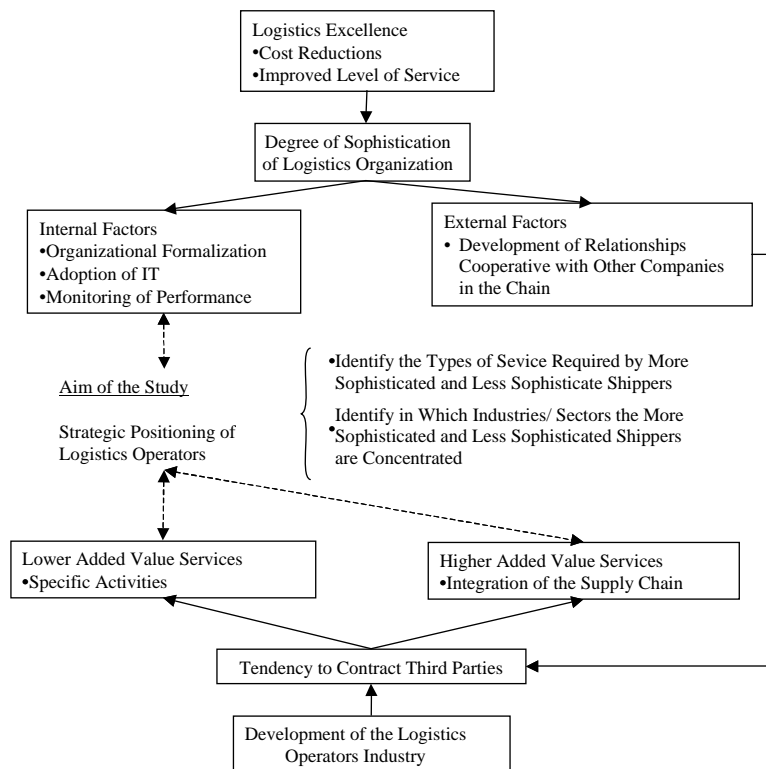 Logistics Excellence
•Cost Reductions
•Improved Level of Service
Degree of Sophistication
of Logistics Organization
Internal Factors
•Organizational Formalization
•Adoption of IT
•Monitoring of Performance
External Factors
• Development of Relationships
Cooperative with Other Companies
in the Chain
Aim of the Study
Strategic Positioning of
Logistics Operators
•Identify the Types of Sevice Required by More
Sophisticated and Less Sophisticate Shippers
•Identify in Which Industries/ Sectors the More
Sophisticated and Less Sophisticated Shippers
are Concentrated
Lower Added Value Services
•Specific Activities
Higher Added Value Services
•Integration of the Supply Chain
Tendency to Contract Third Parties
Development of the Logistics
Operators Industry